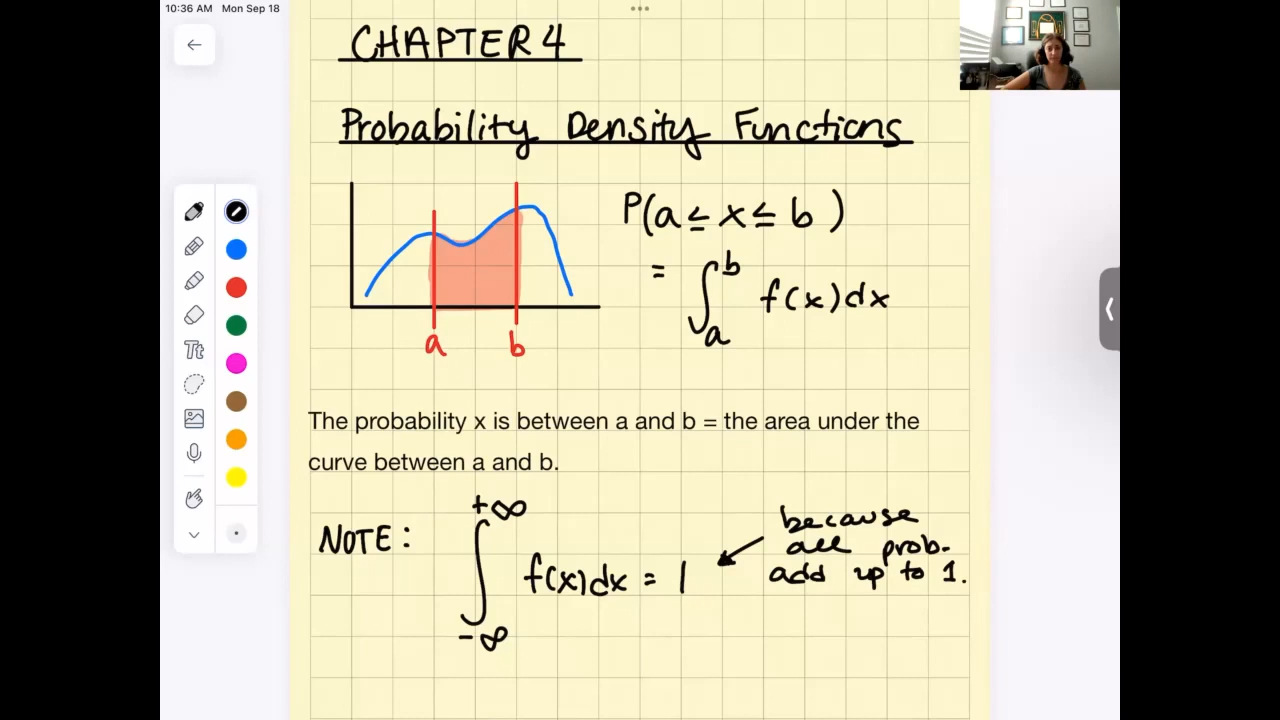 10:36 AM Mon Sep 18
CHAPTER 4
Probability Density Functions
P(a ≤ x ≤ b)
= ∫_a^b f(x)dx
a b
Tt
The probability x is between a and b = the area under the
curve between a and b.
NOTE: ∫_{-∞}^{+∞} f(x)dx = 1
because
all prob.
add up to 1.